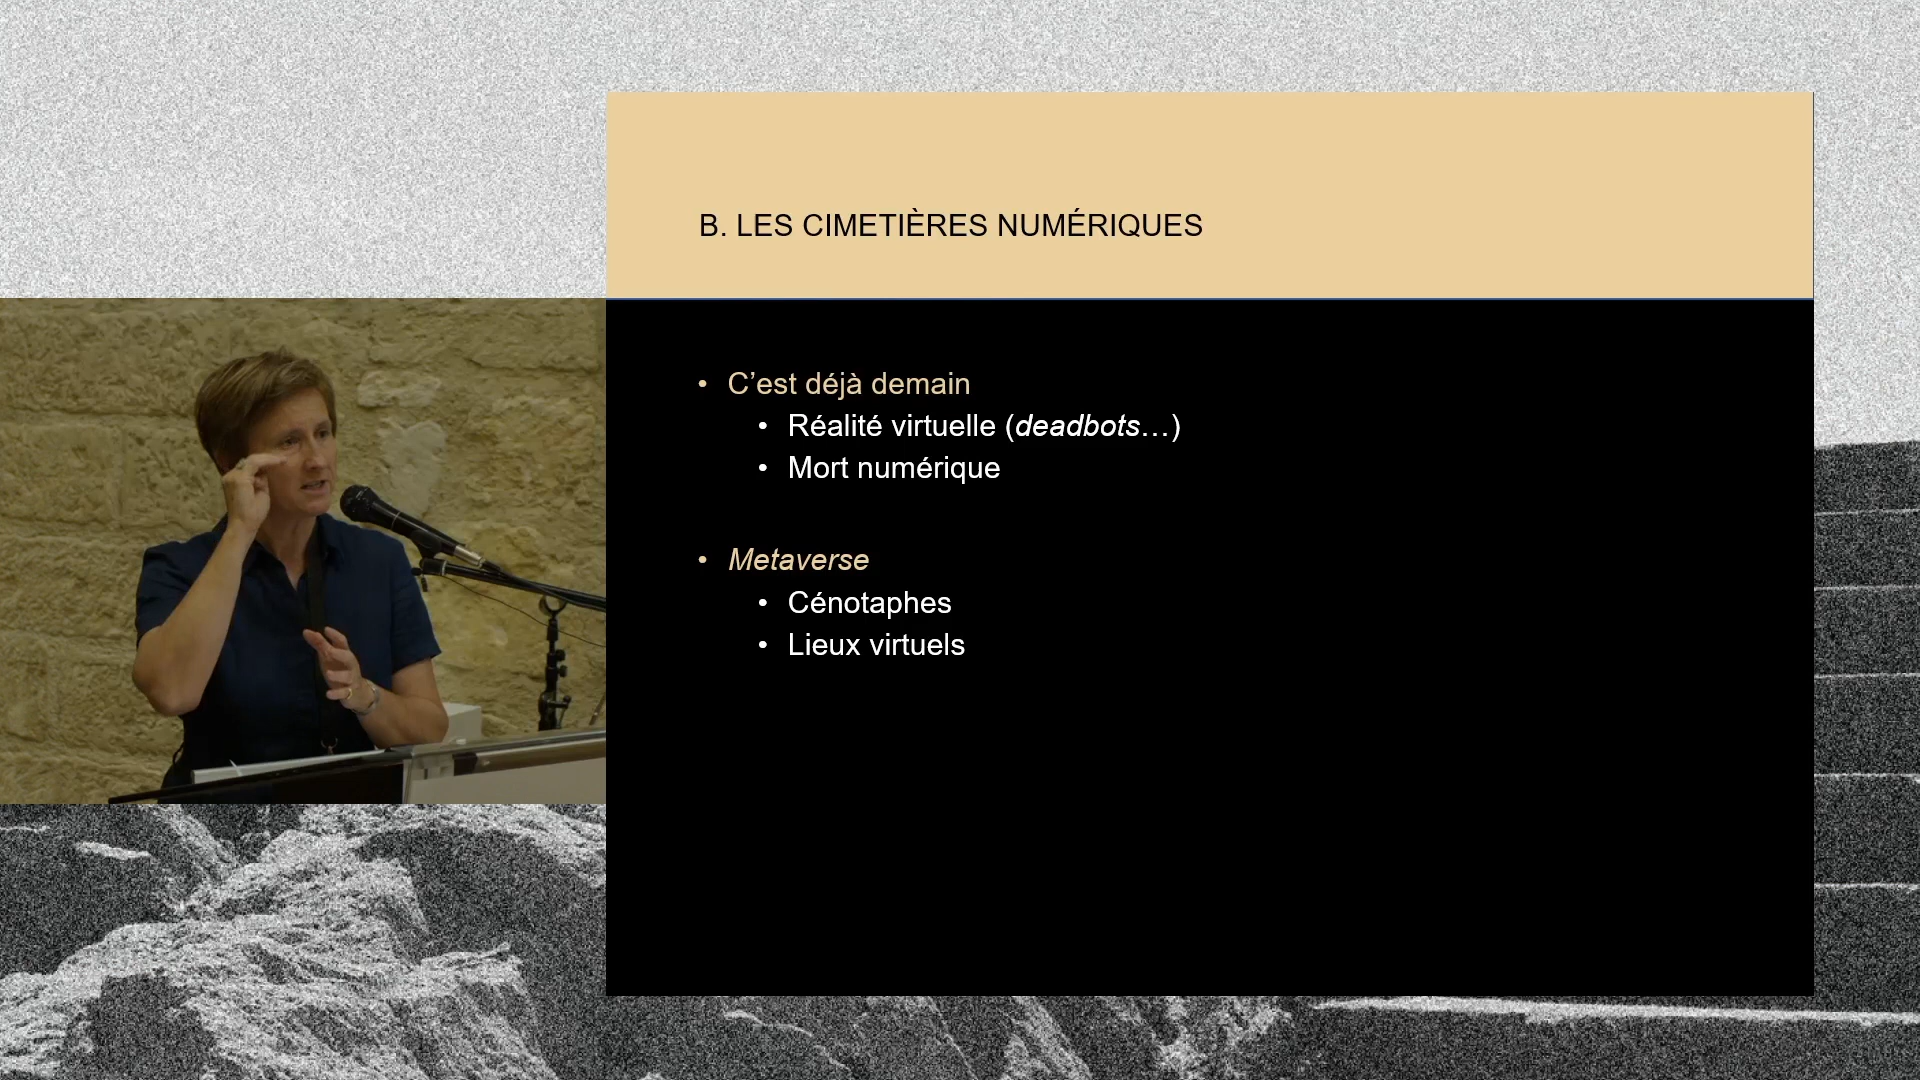 B. LES CIMETIÈRES NUMÉRIQUES
• C’est déjà demain
• Réalité virtuelle (deadbots…)
• Mort numérique
• Metaverse
• Cénotaphes
• Lieux virtuels